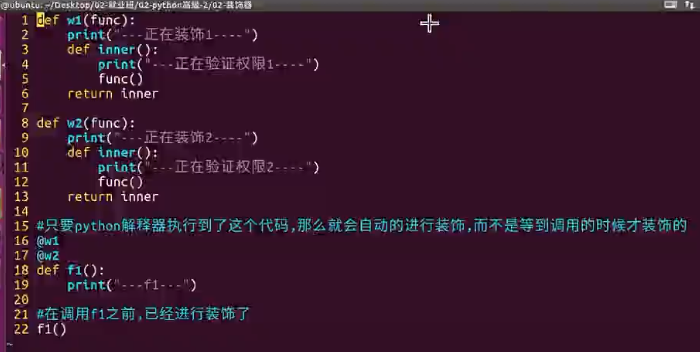 @ubuntu: ~/Desktop/02-就业班/02-python高级-2/02-装饰器
1 def w1(func):
2     print("---正在装饰1----")
3     def inner():
4         print("---正在验证权限1----")
5         func()
6     return inner
7
8 def w2(func):
9     print("---正在装饰2----")
10     def inner():
11         print("---正在验证权限2----")
12         func()
13     return inner
14
15 #只要python解释器执行到了这个代码,那么就会自动的进行装饰,而不是等到调用的时候才装饰的
16 @w1
17 @w2
18 def f1():
19     print("---f1---")
20
21 #在调用f1之前,已经进行装饰了
22 f1()
~